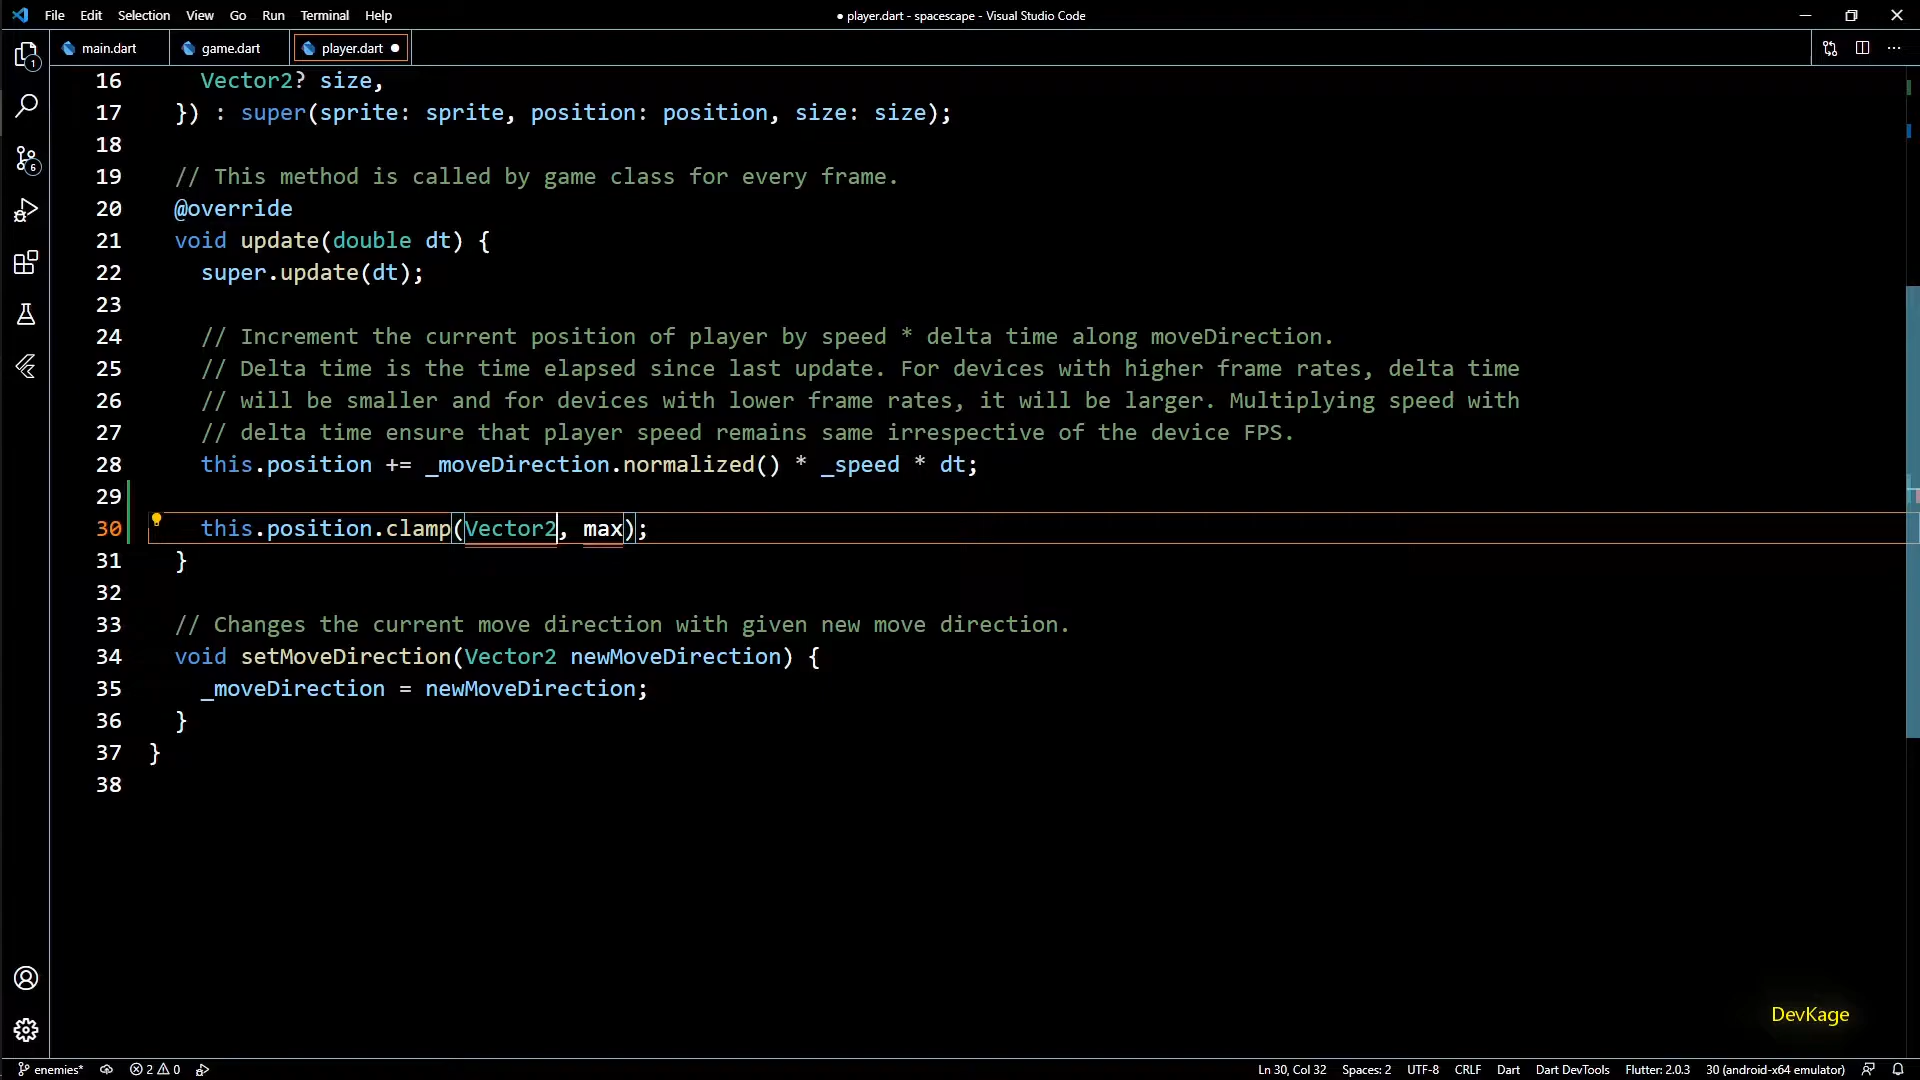 File Edit Selection View Go Run Terminal Help
● player.dart - spacescape - Visual Studio Code
main.dart
game.dart
player.dart
1
6
16 Vector2? size,
17 }) : super(sprite: sprite, position: position, size: size);
18
19 // This method is called by game class for every frame.
20 @override
21 void update(double dt) {
22 super.update(dt);
23
24 // Increment the current position of player by speed * delta time along moveDirection.
25 // Delta time is the time elapsed since last update. For devices with higher frame rates, delta time
26 // will be smaller and for devices with lower frame rates, it will be larger. Multiplying speed with
27 // delta time ensure that player speed remains same irrespective of the device FPS.
28 this.position += _moveDirection.normalized() * _speed * dt;
29
30 this.position.clamp(Vector2, max);
31 }
32
33 // Changes the current move direction with given new move direction.
34 void setMoveDirection(Vector2 newMoveDirection) {
35 _moveDirection = newMoveDirection;
36 }
37 }
38
DevKage
enemies* 2 0
Ln 30, Col 32 Spaces: 2 UTF-8 CRLF Dart Dart DevTools Flutter: 2.0.3 30 (android-x64 emulator)